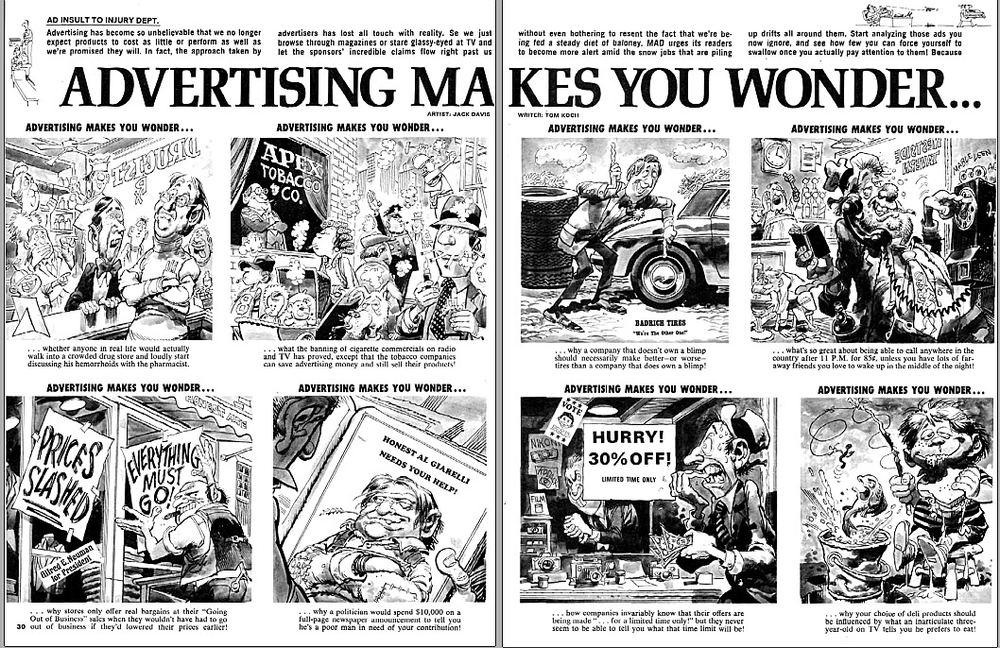 AD INSULT TO INJURY DEPT.
Advertising has become so unbelievable that we no longer
expect products to cost as little or perform as well as
we're promised they will. In fact, the approach taken by
advertisers has lost all touch with reality. So we just
browse through magazines or stare glassy-eyed at TV and
let the sponsors' incredible claims flow right past us
without even bothering to resent the fact that we're be-
ing fed a steady diet of baloney. MAD urges its readers
to become more alert amid the snow jobs that are piling
up drifts all around them. Start analyzing those ads you
now ignore, and see how few you can force yourself to
swallow once you actually pay attention to them! Because
ADVERTISING MAKES YOU WONDER...
ARTIST: JACK DAVIS
WRITER: TOM KOCH
ADVERTISING MAKES YOU WONDER...
DRUGIST
. . . whether anyone in real life would actually
walk into a crowded drug store and loudly start
discussing his hemorrhoids with the pharmacist.
ADVERTISING MAKES YOU WONDER...
APEX
TOBACCO
CO.
. . . what the banning of cigarette commercials on radio
and TV has proved, except that the tobacco companies
can save advertising money and still sell their products!
ADVERTISING MAKES YOU WONDER...
BADRICH TIRES
"We're The Other One!"
. . . why a company that doesn't own a blimp
should necessarily make better—or worse—
tires than a company that does own a blimp!
ADVERTISING MAKES YOU WONDER...
. . . what's so great about being able to call anywhere in the
country after 11 P.M. for 85¢, unless you have lots of far-
away friends you love to wake up in the middle of the night!
ADVERTISING MAKES YOU WONDER...
PRICES
SLASHED
EVERYTHING
MUST
GO!
Alfred E. Neuman
for President
. . . why stores only offer real bargains at their "Going
Out of Business" sales when they wouldn't have had to go
out of business if they'd lowered their prices earlier!
30
ADVERTISING MAKES YOU WONDER...
HONEST AL GIARELLI
NEEDS YOUR HELP!
. . . why a politician would spend $10,000 on a
full-page newspaper announcement to tell you
he's a poor man in need of your contribution!
ADVERTISING MAKES YOU WONDER...
VOTE
FILM
HURRY!
30% OFF!
LIMITED TIME ONLY
. . . how companies invariably know that their offers are
being made ". . . for a limited time only!" but they never
seem to be able to tell you what that time limit will be!
ADVERTISING MAKES YOU WONDER...
. . . why your choice of deli products should
be influenced by what an inarticulate three-
year-old on TV tells you he prefers to eat!